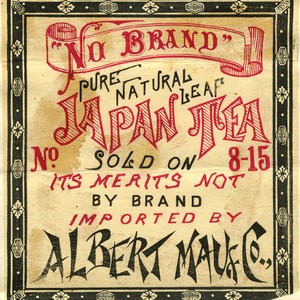 "No BRAND"
PURE NATURAL LEAF
JAPAN TEA
No SOLD ON 8-15
ITS MERITS NOT
BY BRAND
IMPORTED BY
ALBERT MAU & Co.,